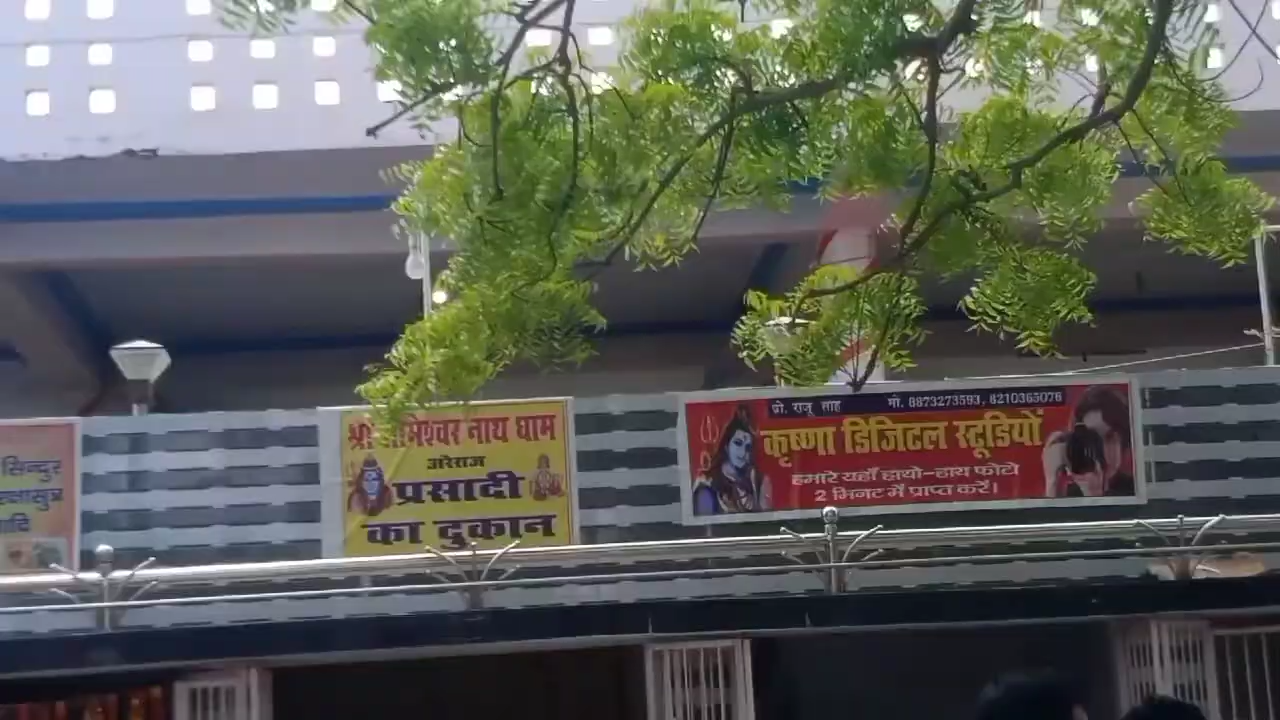 सिन्दुर
श्री सोमेश्वर नाथ धाम
अरेराज
प्रसादी
का दुकान
प्रो. राजू साह मो. 8873273593, 8210365076
कृष्णा डिजिटल स्टूडियों
हमारे यहाँ हाथो-हाथ फोटो
2 मिनट में प्राप्त करें।